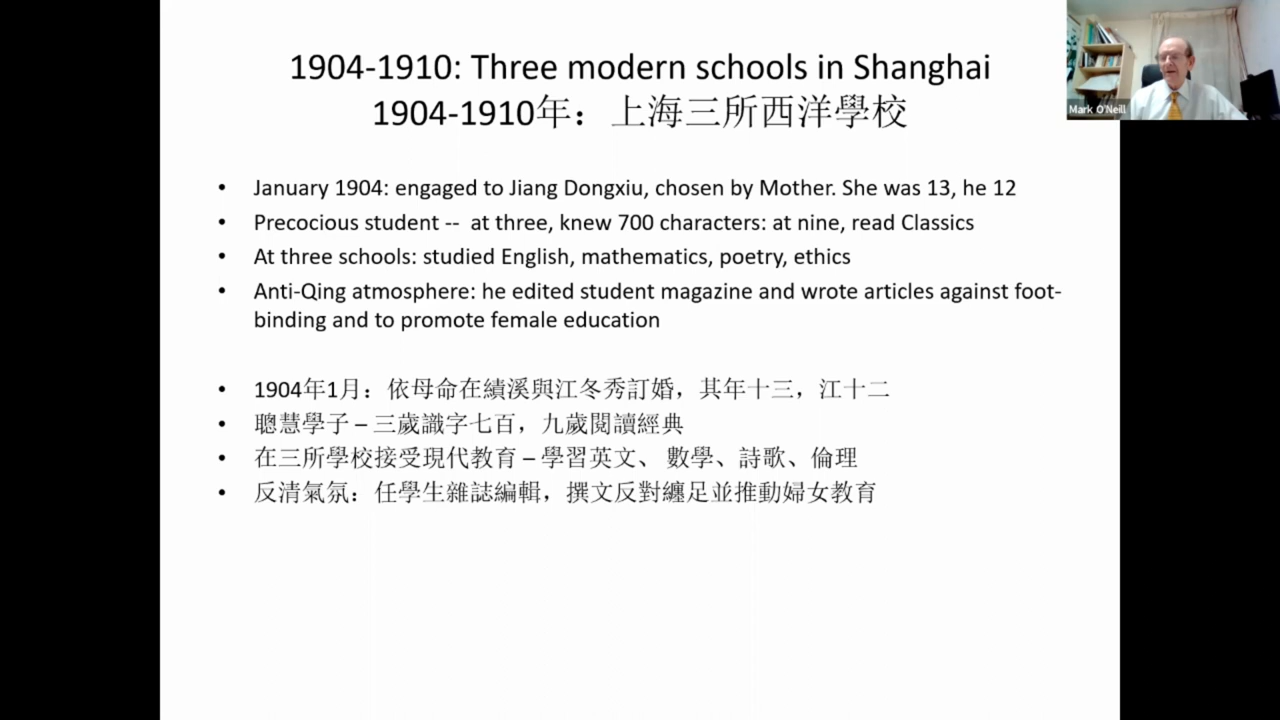 1904-1910: Three modern schools in Shanghai
1904-1910年：上海三所西洋學校
Mark O'Neill
• January 1904: engaged to Jiang Dongxiu, chosen by Mother. She was 13, he 12
• Precocious student -- at three, knew 700 characters: at nine, read Classics
• At three schools: studied English, mathematics, poetry, ethics
• Anti-Qing atmosphere: he edited student magazine and wrote articles against foot-
binding and to promote female education
• 1904年1月：依母命在績溪與江冬秀訂婚，其年十三，江十二
• 聰慧學子 – 三歲識字七百，九歲閱讀經典
• 在三所學校接受現代教育 – 學習英文、 數學、詩歌、倫理
• 反清氣氛：任學生雜誌編輯，撰文反對纏足並推動婦女教育